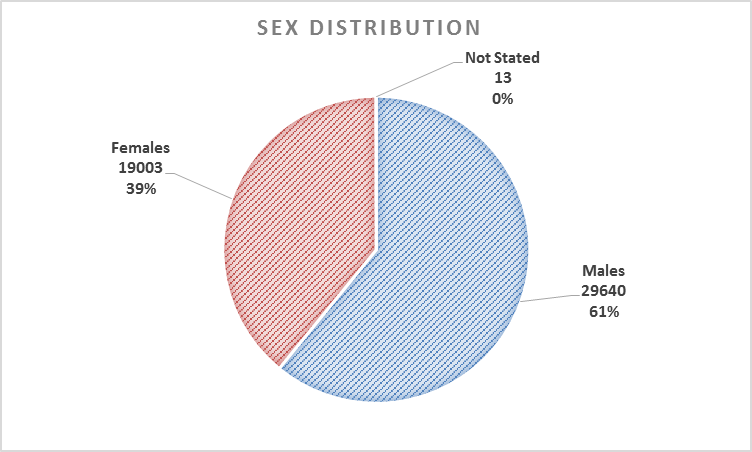 SEX DISTRIBUTION
Not Stated
13
0%
Females
19003
39%
Males
29640
61%